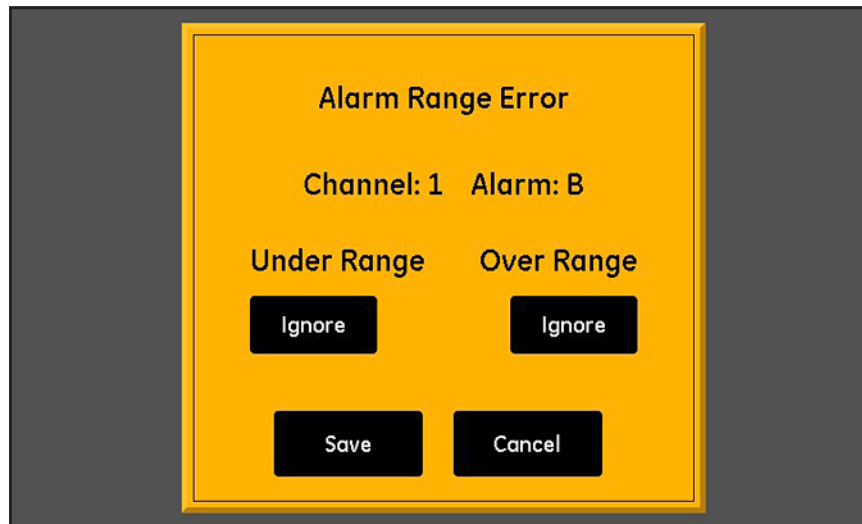 Alarm Range Error
Channel: 1 Alarm: B
Under Range Over Range
Ignore Ignore
Save Cancel